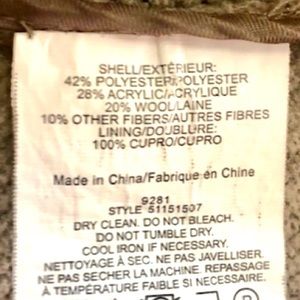 SHELL/EXTÉRIEUR:
42% POLYESTER/POLYESTER
28% ACRYLIC/ACRYLIQUE
20% WOOL/LAINE
10% OTHER FIBERS/AUTRES FIBRES
LINING/DOUBLURE:
100% CUPRO/CUPRO
Made in China/Fabriqué en Chine
9281
STYLE 51151507
DRY CLEAN. DO NOT BLEACH.
DO NOT TUMBLE DRY.
COOL IRON IF NECESSARY.
NETTOYAGE À SEC. NE PAS JAVELLISER.
NE PAS SECHER LA MACHINE. REPASSAGE
À TEMPÉRATURE FAIBLE SI NECESSAIRE.